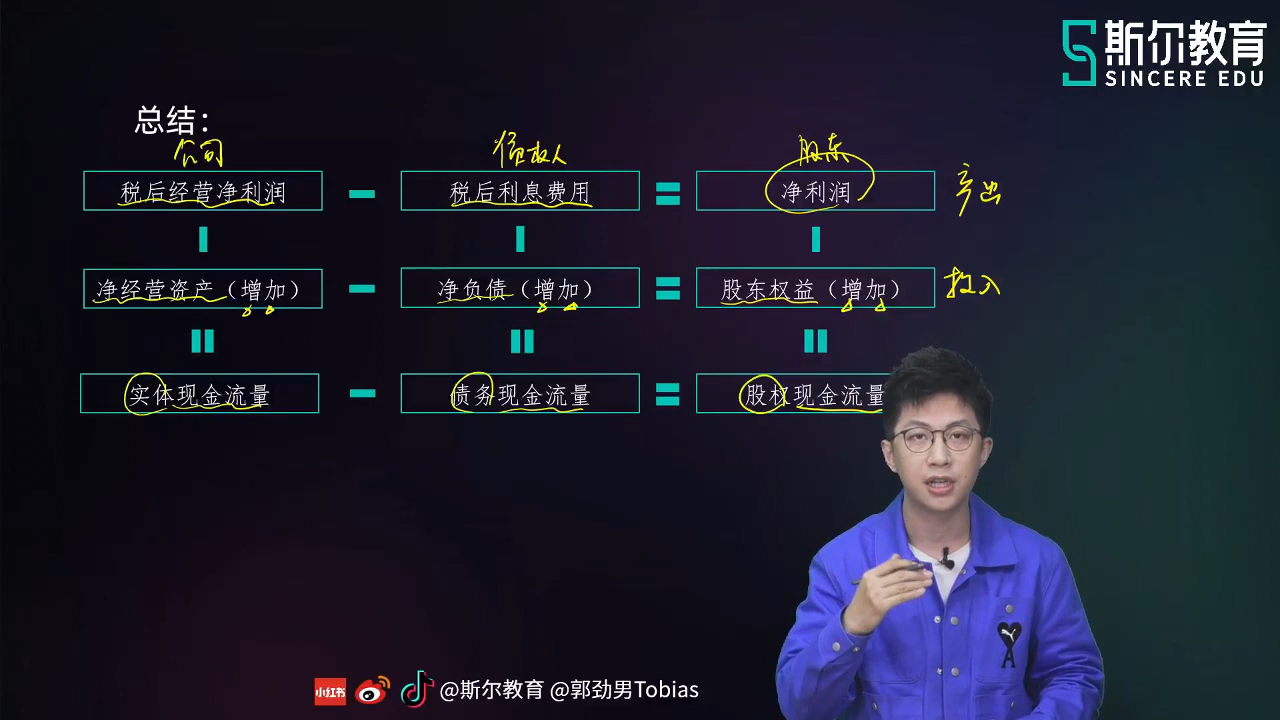 斯尔教育
SINCERE EDU
总结：
公司 债权人 股东
税后经营净利润 - 税后利息费用 = 净利润 产出
净经营资产（增加） - 净负债（增加） = 股东权益（增加） 投入
实体现金流量 - 债务现金流量 = 股权现金流量
小红书 @斯尔教育 @郭劲男Tobias